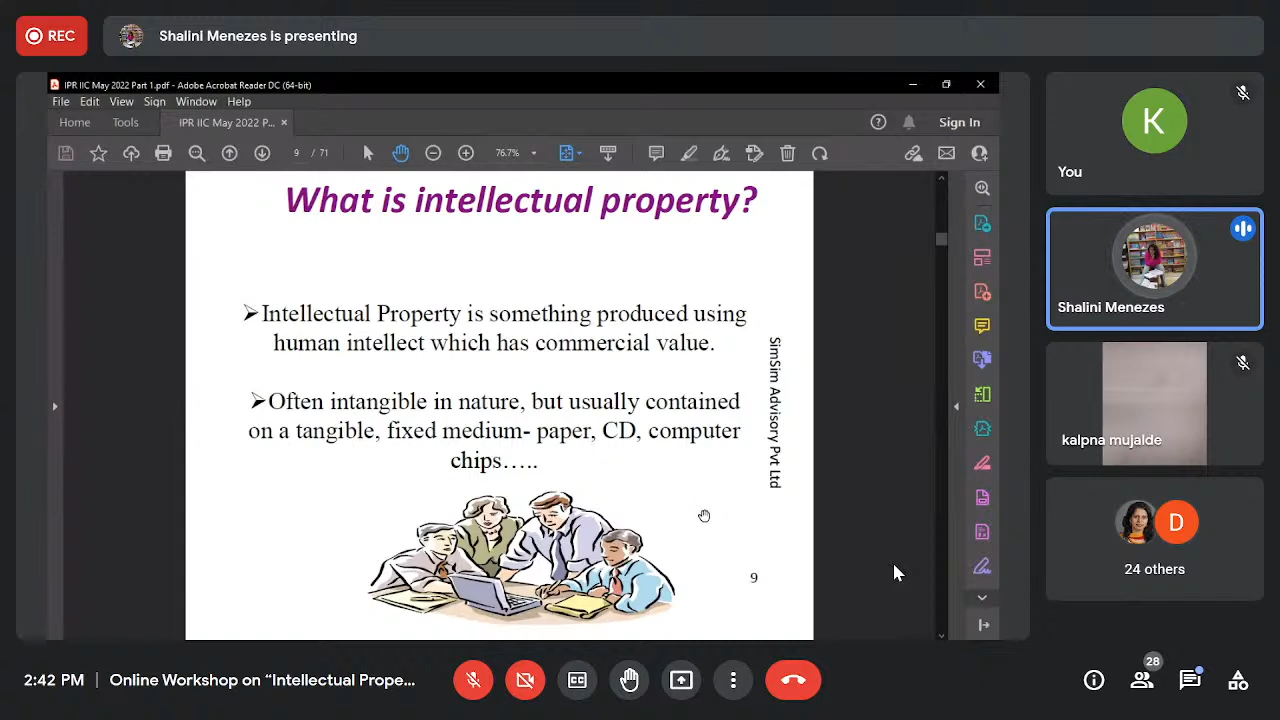 REC
Shalini Menezes is presenting
IPR IIC May 2022 Part 1.pdf - Adobe Acrobat Reader DC (64-bit)
File Edit View Sign Window Help
Home Tools IPR IIC May 2022 P... × Sign In
9 / 71 76.7%
What is intellectual property?
➢Intellectual Property is something produced using
human intellect which has commercial value.
➢Often intangible in nature, but usually contained
on a tangible, fixed medium- paper, CD, computer
chips…..
SimSim Advisory Pvt Ltd
9
K
You
Shalini Menezes
kalpna mujalde
D
24 others
2:42 PM | Online Workshop on “Intellectual Prope...
28